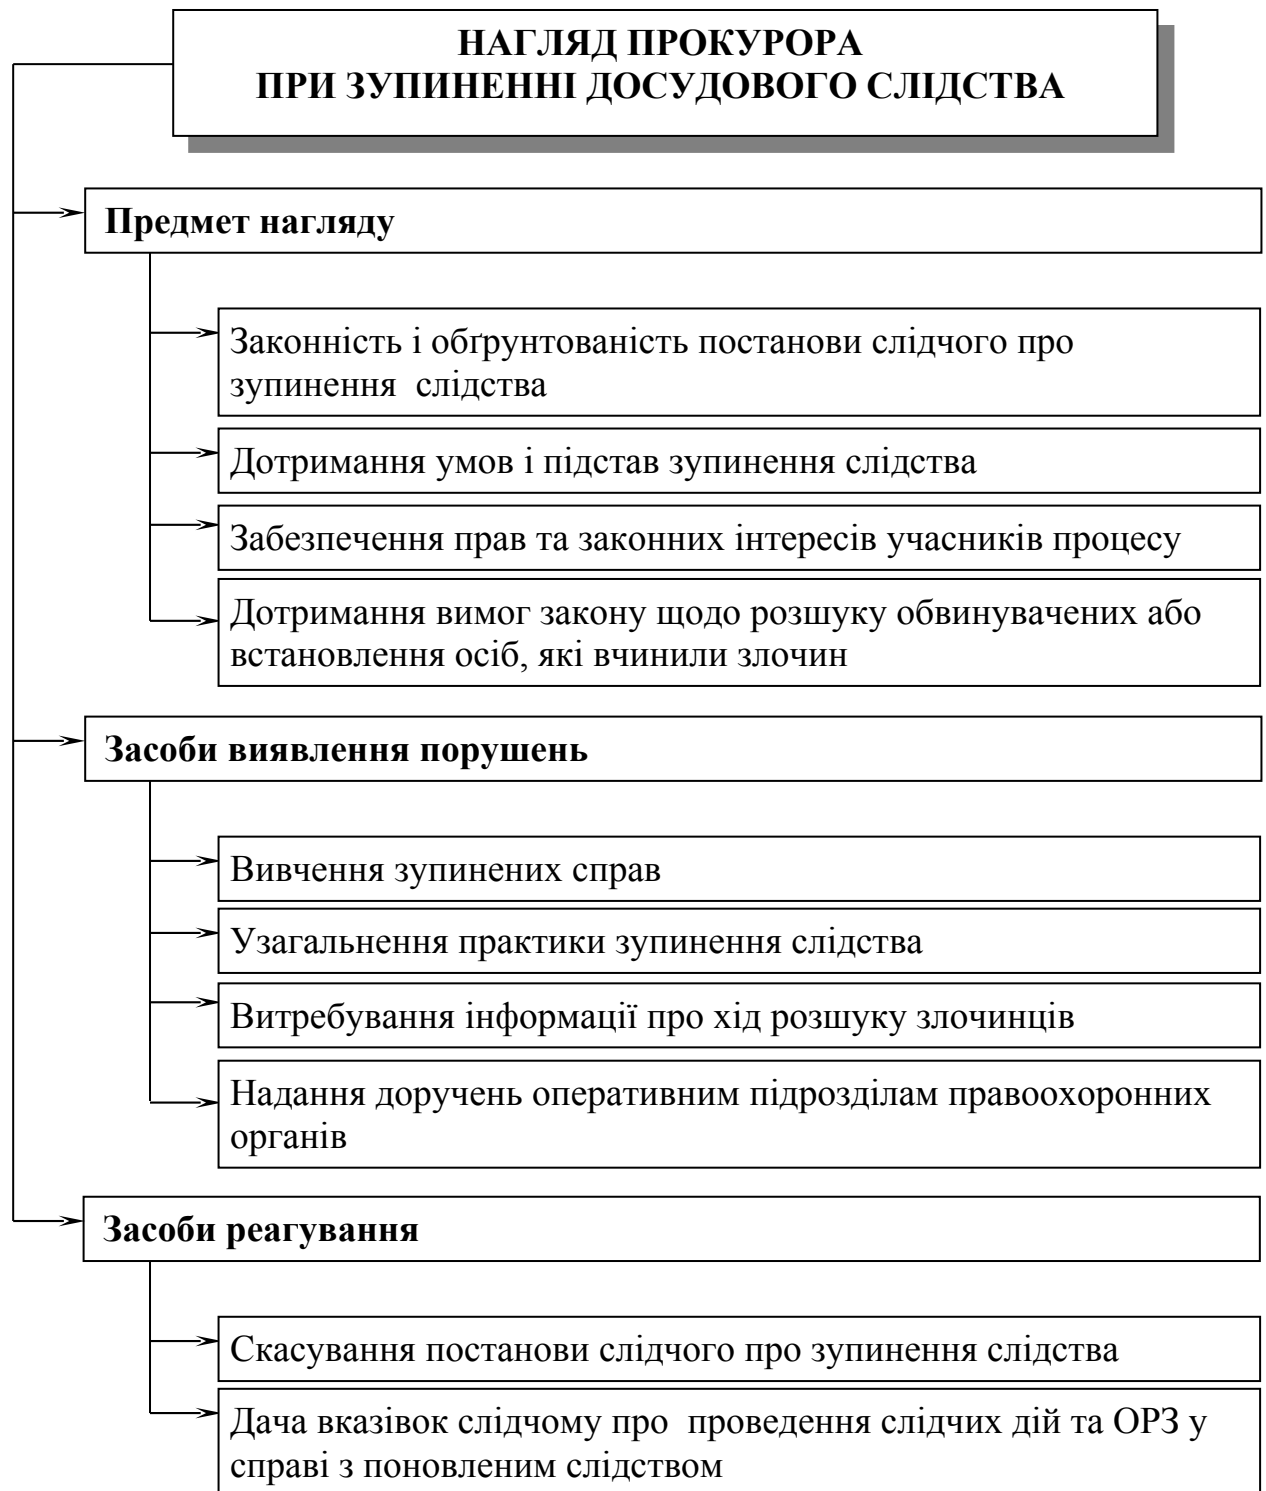 НАГЛЯД ПРОКУРОРА
ПРИ ЗУПИНЕННІ ДОСУДОВОГО СЛІДСТВА
Предмет нагляду
Законність і обґрунтованість постанови слідчого про
зупинення слідства
Дотримання умов і підстав зупинення слідства
Забезпечення прав та законних інтересів учасників процесу
Дотримання вимог закону щодо розшуку обвинувачених або
встановлення осіб, які вчинили злочин
Засоби виявлення порушень
Вивчення зупинених справ
Узагальнення практики зупинення слідства
Витребування інформації про хід розшуку злочинців
Надання доручень оперативним підрозділам правоохоронних
органів
Засоби реагування
Скасування постанови слідчого про зупинення слідства
Дача вказівок слідчому про проведення слідчих дій та ОРЗ у
справі з поновленим слідством